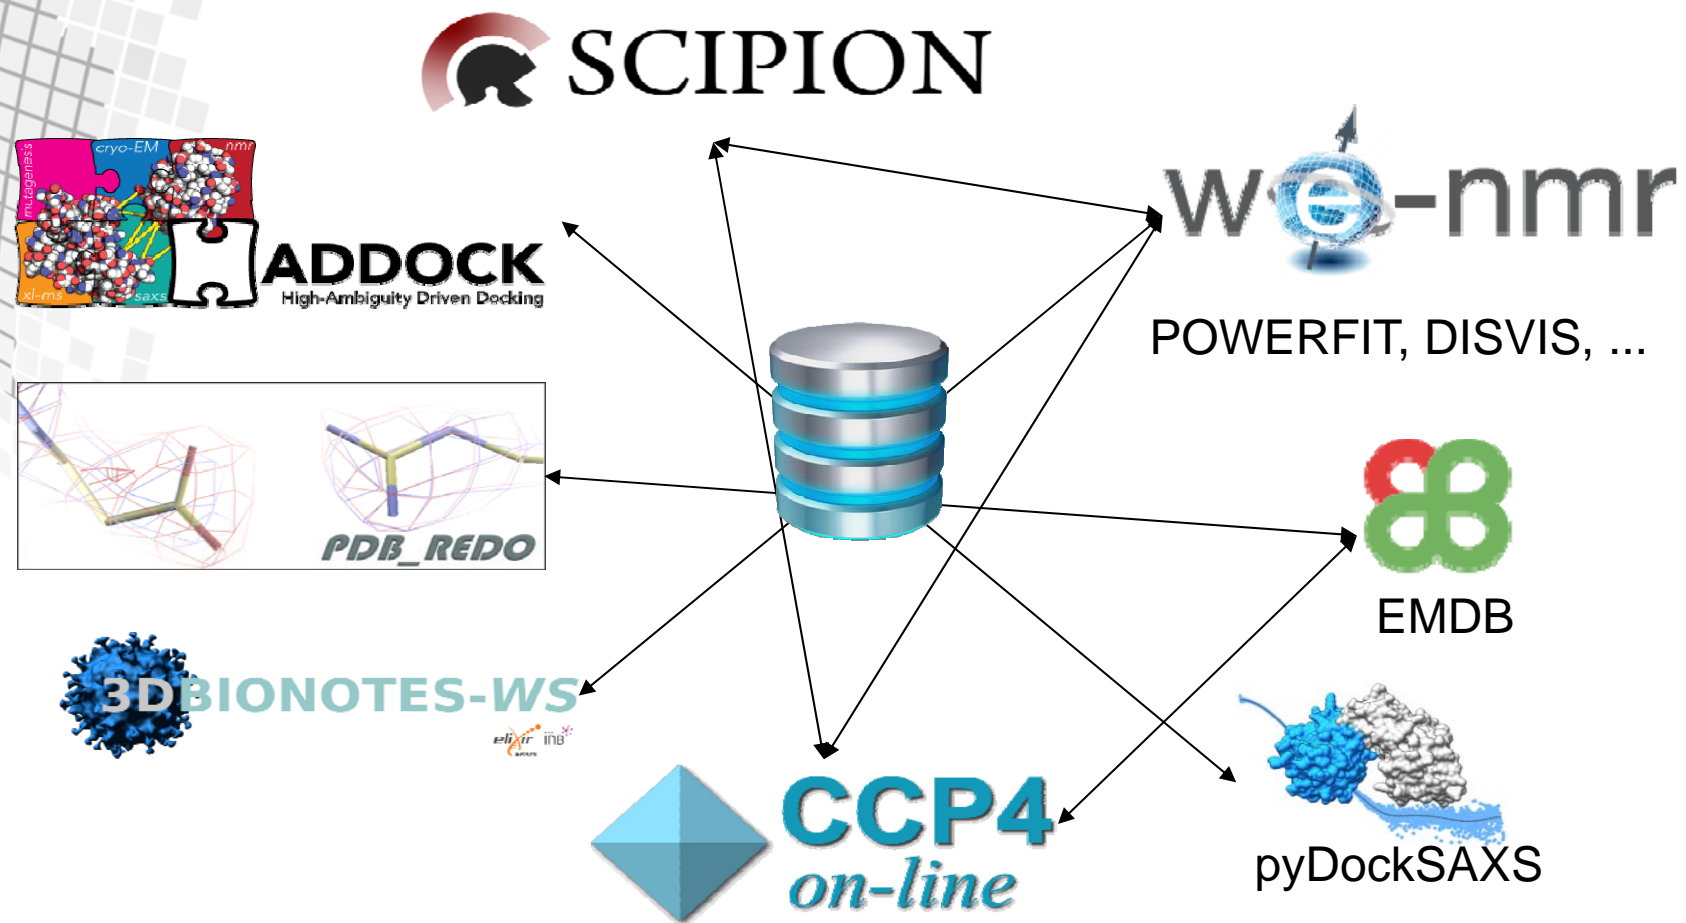 SCIPION
cryo-EM
nmr
mutagenesis
ADDOCK
High-Ambiguity Driven Docking
xl-ms
saxs
we-nmr
POWERFIT, DISVIS, ...
PDB_REDO
EMDB
3DBIONOTES-WS
elixir INB
CCP4
on-line
pyDockSAXS